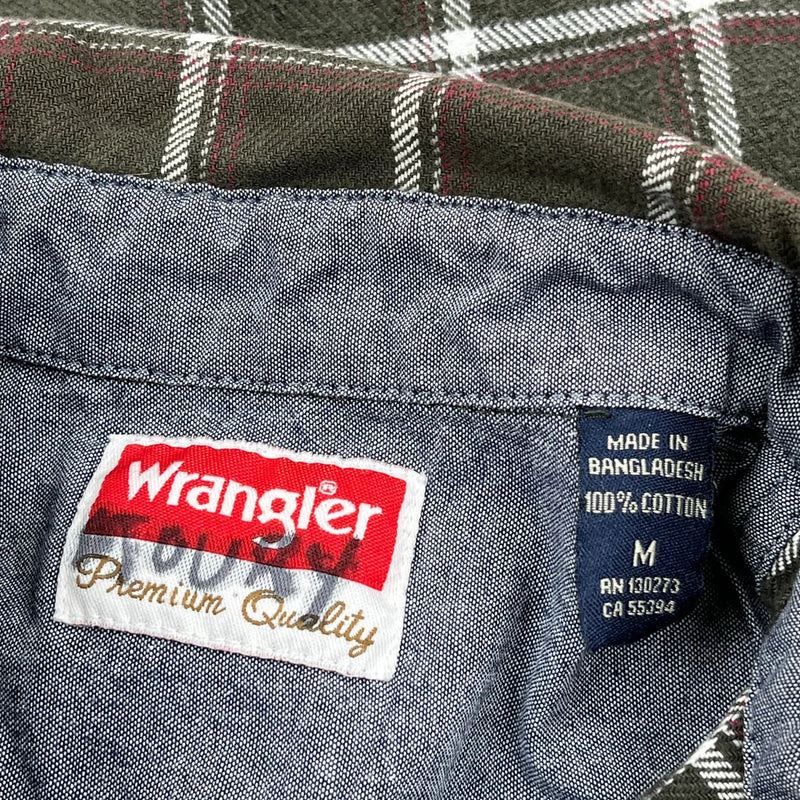 Wrangler®
Premium Quality
MADE IN
BANGLADESH
100% COTTON
M
RN 130273
CA 55394